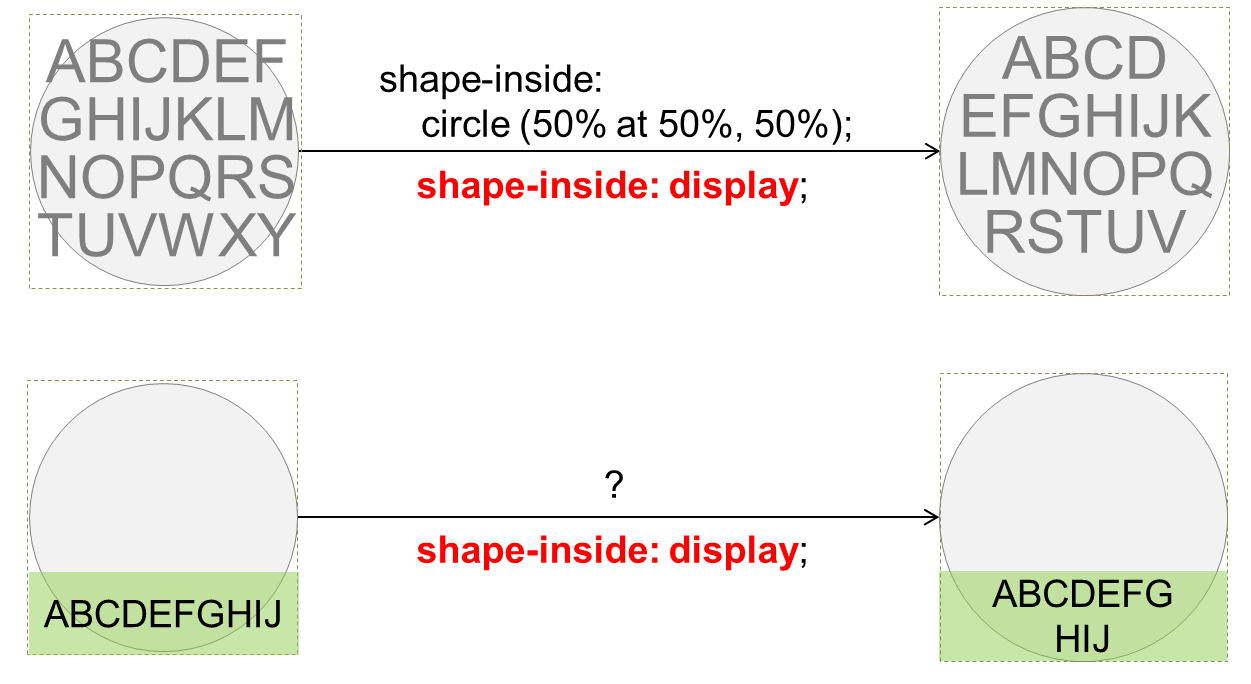 ABCDEF
GHIJKLM
NOPQRS
TUVWXY
shape-inside:
circle (50% at 50%, 50%);
shape-inside: display;
ABCD
EFGHIJK
LMNOPQ
RSTUV
?
shape-inside: display;
ABCDEFGHIJ
ABCDEFG
HIJ